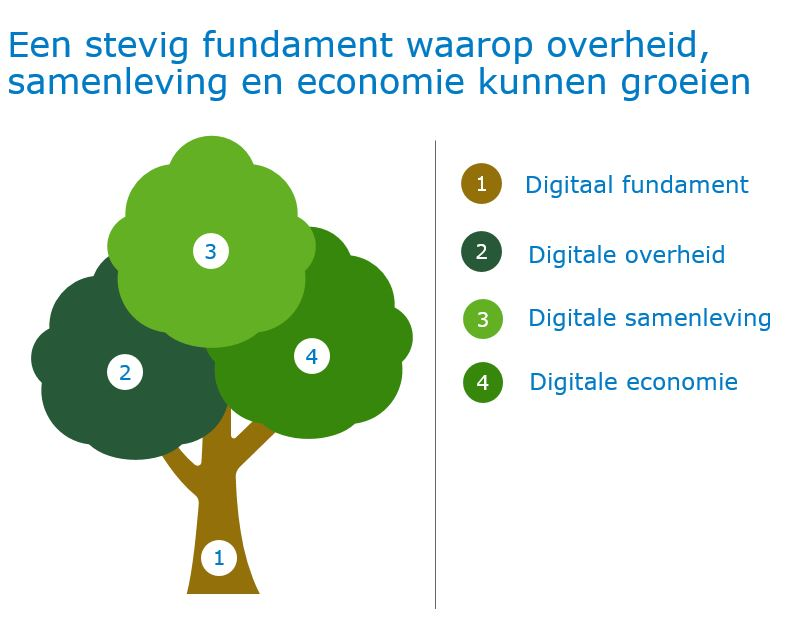 Een stevig fundament waarop overheid,
samenleving en economie kunnen groeien
3
4
2
1
1 Digitaal fundament
2 Digitale overheid
3 Digitale samenleving
4 Digitale economie